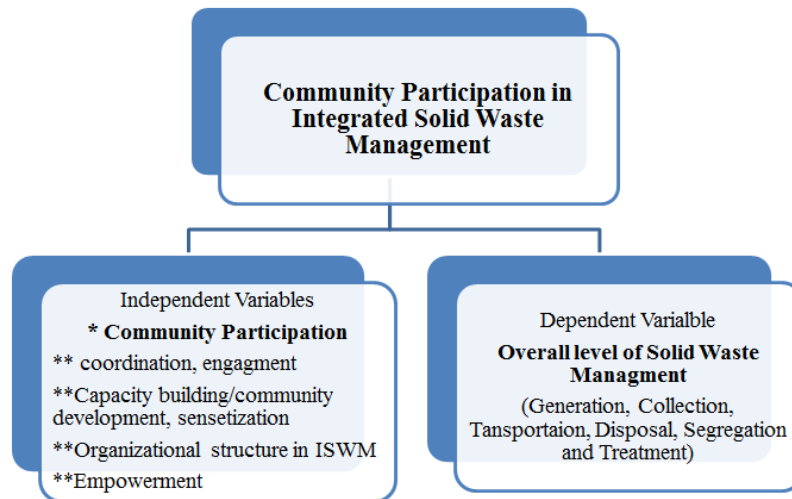 Community Participation in
Integrated Solid Waste
Management
Independent Variables
* Community Participation
** coordination, engagment
**Capacity building/community
development, sensetization
**Organizational structure in ISWM
**Empowerment
Dependent Varialble
Overall level of Solid Waste
Managment
(Generation, Collection,
Tansportaion, Disposal, Segregation
and Treatment)